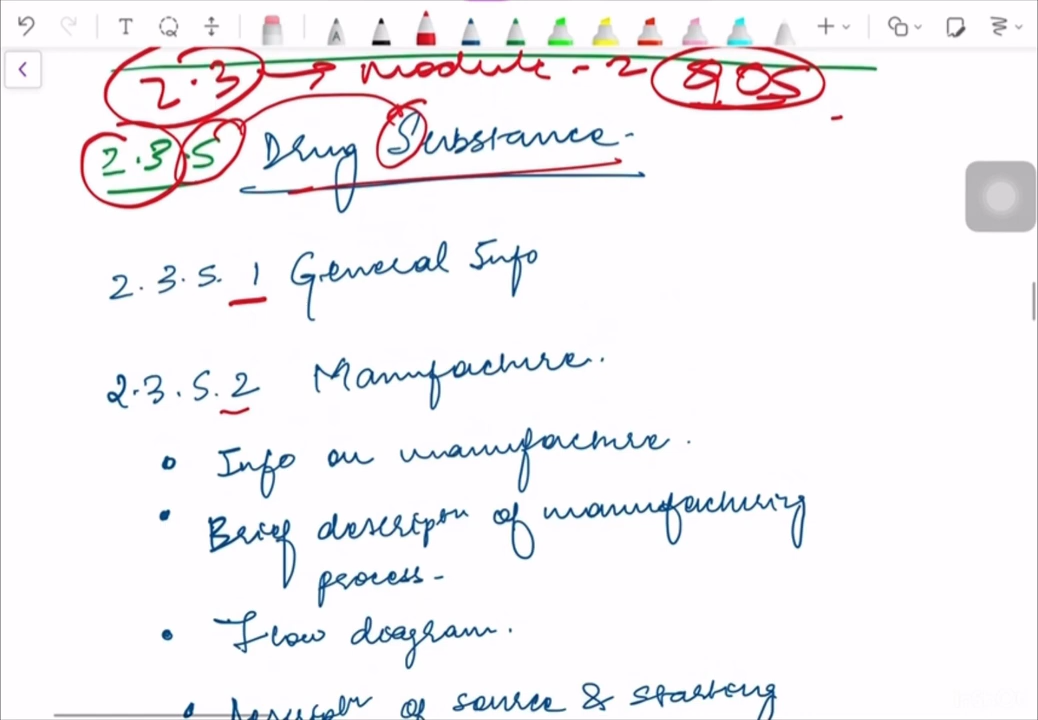 2.3 → module - 2 QOS
2.3.S Drug Substance -
2.3.S.1 General Info
2.3.S.2 Manufacture.
• Info on manufacture.
• Brief descriptn of manufacturing
process -
• Flow diagram.
• of source & starting